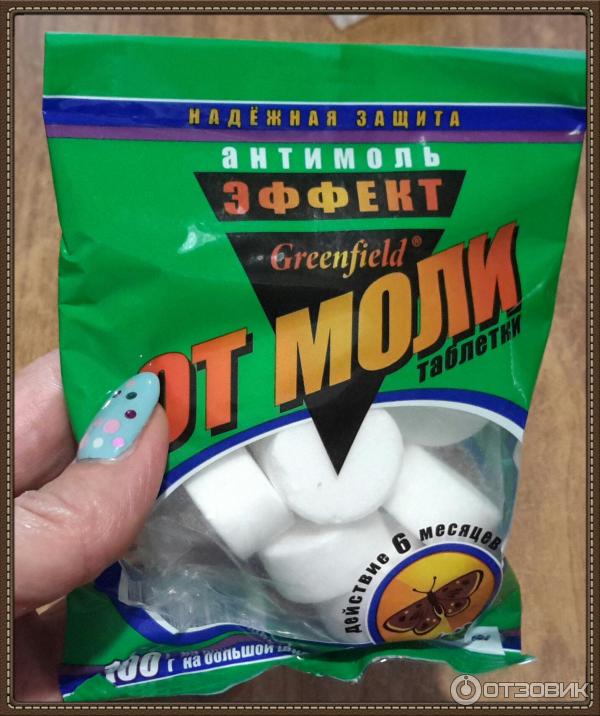 НАДЁЖНАЯ ЗАЩИТА
АНТИМОЛЬ
ЭФФЕКТ
Greenfield®
ОТ МОЛИ
таблетки
действие 6 месяцев
100 г на большой
ОТЗОВИК